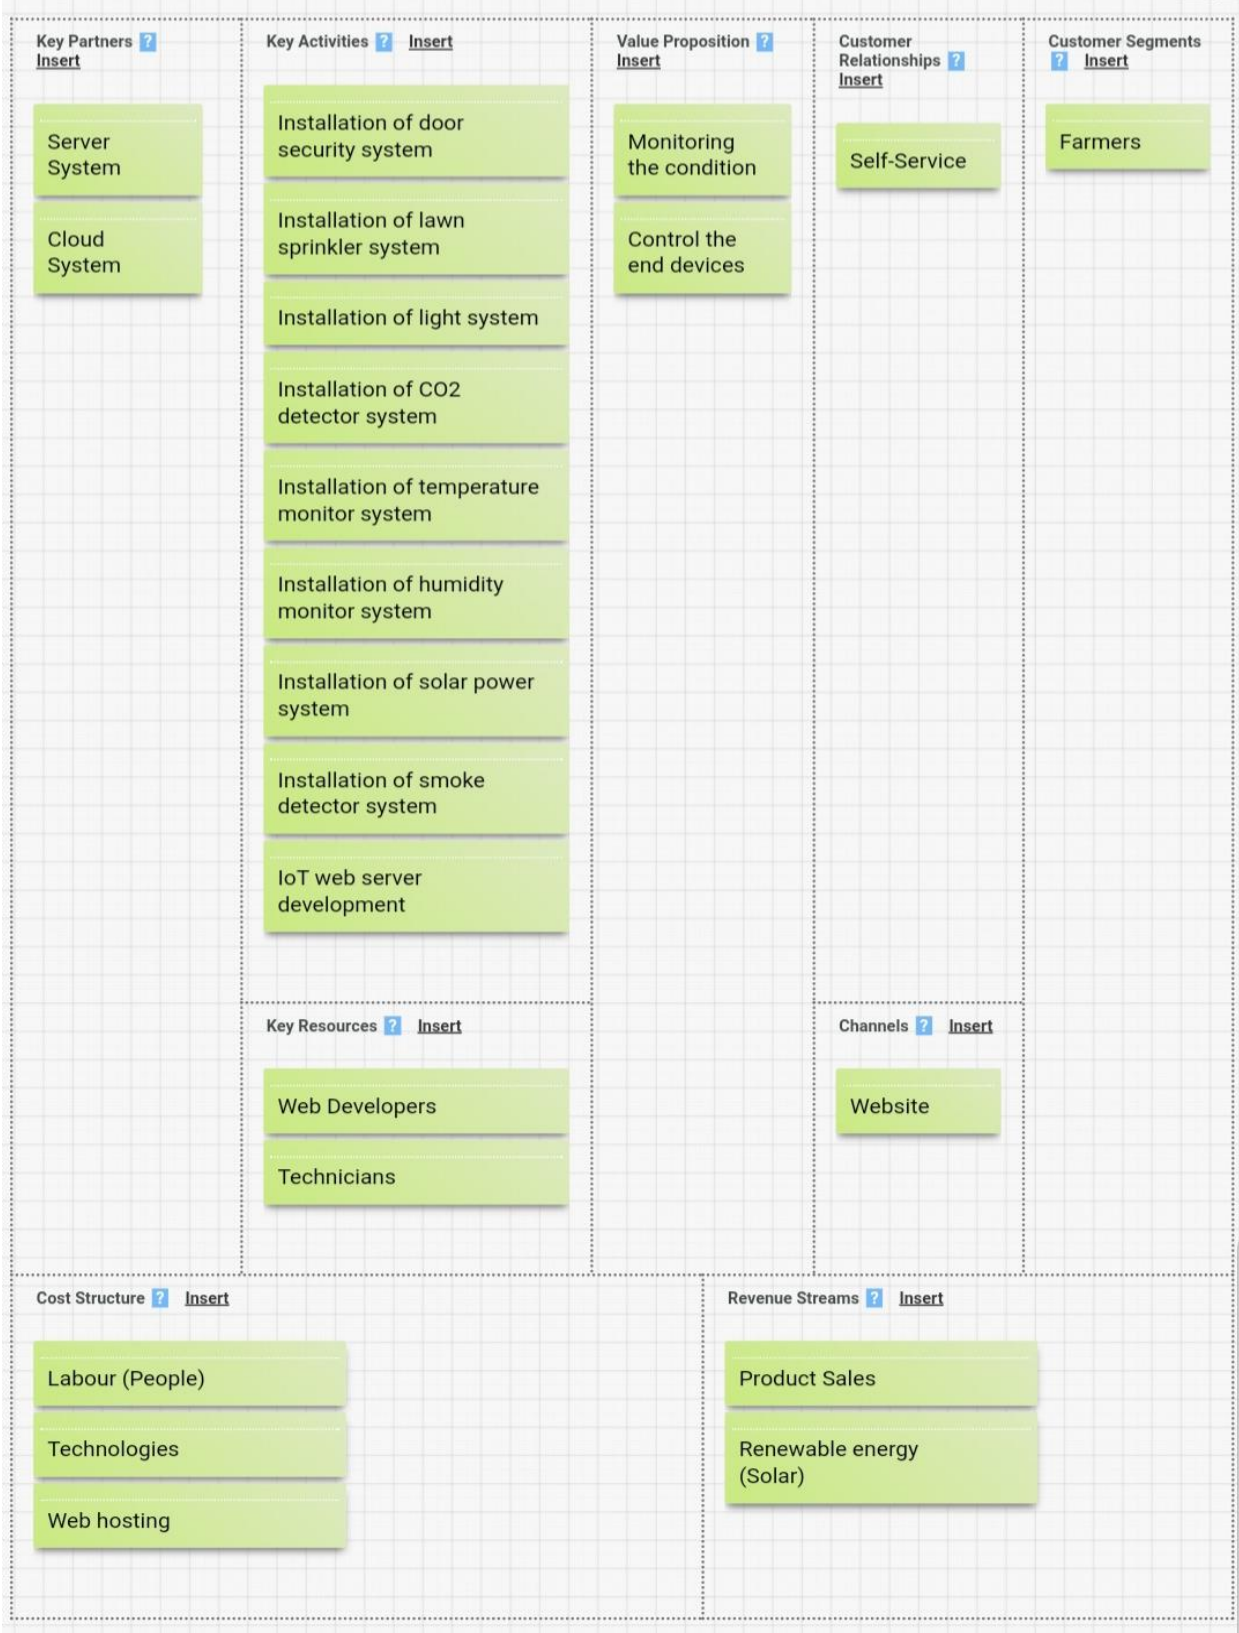 Key Partners ?
Insert
Server
System
Cloud
System
Key Activities ? Insert
Installation of door
security system
Installation of lawn
sprinkler system
Installation of light system
Installation of CO2
detector system
Installation of temperature
monitor system
Installation of humidity
monitor system
Installation of solar power
system
Installation of smoke
detector system
IoT web server
development
Key Resources ? Insert
Web Developers
Technicians
Value Proposition ?
Insert
Monitoring
the condition
Control the
end devices
Customer
Relationships ?
Insert
Self-Service
Channels ? Insert
Website
Customer Segments
? Insert
Farmers
Cost Structure ? Insert
Labour (People)
Technologies
Web hosting
Revenue Streams ? Insert
Product Sales
Renewable energy
(Solar)